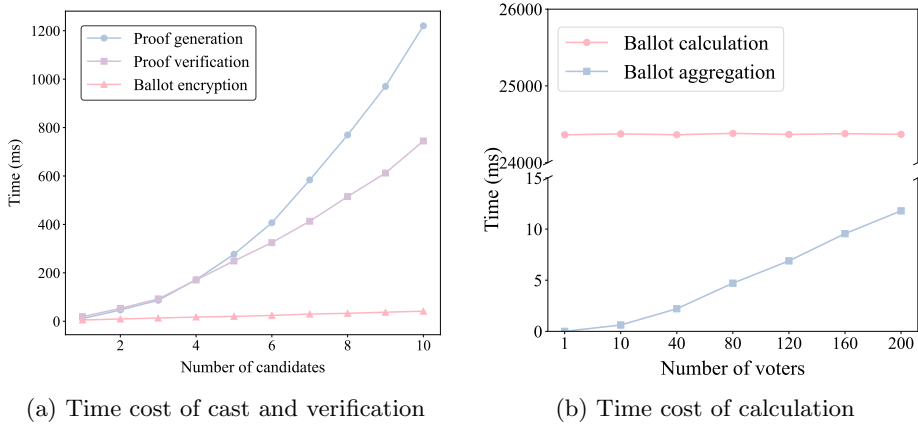 1200
1000
800
600
400
200
0
Time (ms)
Proof generation
Proof verification
Ballot encryption
2 4 6 8 10
Number of candidates
(a) Time cost of cast and verification
26000
25000
24000
15
10
5
0
Time (ms)
Ballot calculation
Ballot aggregation
1 10 40 80 120 160 200
Number of voters
(b) Time cost of calculation